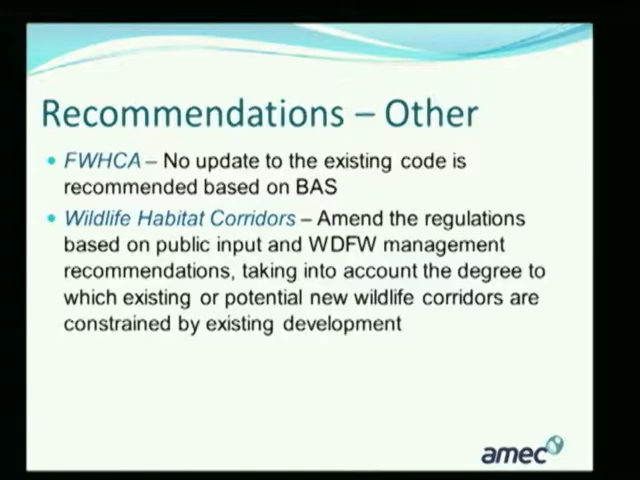 Recommendations – Other
• FWHCA – No update to the existing code is
recommended based on BAS
• Wildlife Habitat Corridors – Amend the regulations
based on public input and WDFW management
recommendations, taking into account the degree to
which existing or potential new wildlife corridors are
constrained by existing development
amec